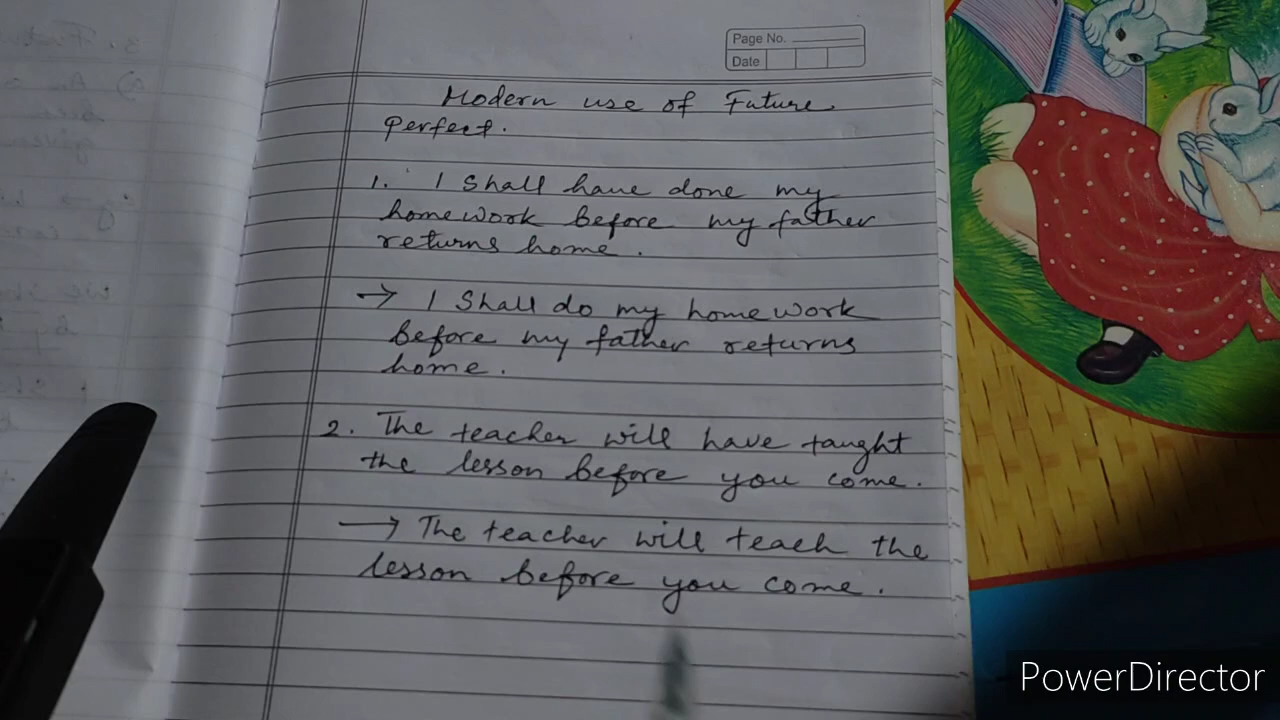 Page No.
Date
Modern use of Future
Perfect.
1. I shall have done my
homework before my father
returns home.
→ I shall do my homework
before my father returns
home.
2. The teacher will have taught
the lesson before you come.
→ The teacher will teach the
lesson before you come.
PowerDirector